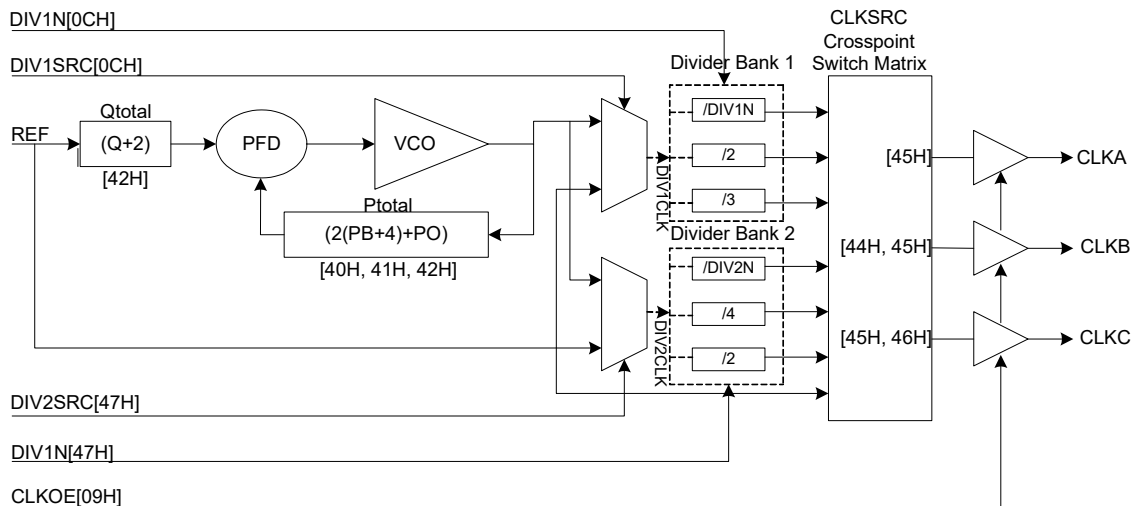 DIV1N[0CH]
CLKSRC
Crosspoint
Switch Matrix
DIV1SRC[0CH]
Divider Bank 1
Qtotal
/DIV1N
REF
(Q+2)
PFD
VCO
/2
[45H]
CLKA
[42H]
DIV1CLK
/3
Ptotal
(2(PB+4)+PO)
Divider Bank 2
[44H, 45H]
CLKB
[40H, 41H, 42H]
/DIV2N
/4
[45H, 46H]
CLKC
DIV2CLK
/2
DIV2SRC[47H]
DIV1N[47H]
CLKOE[09H]